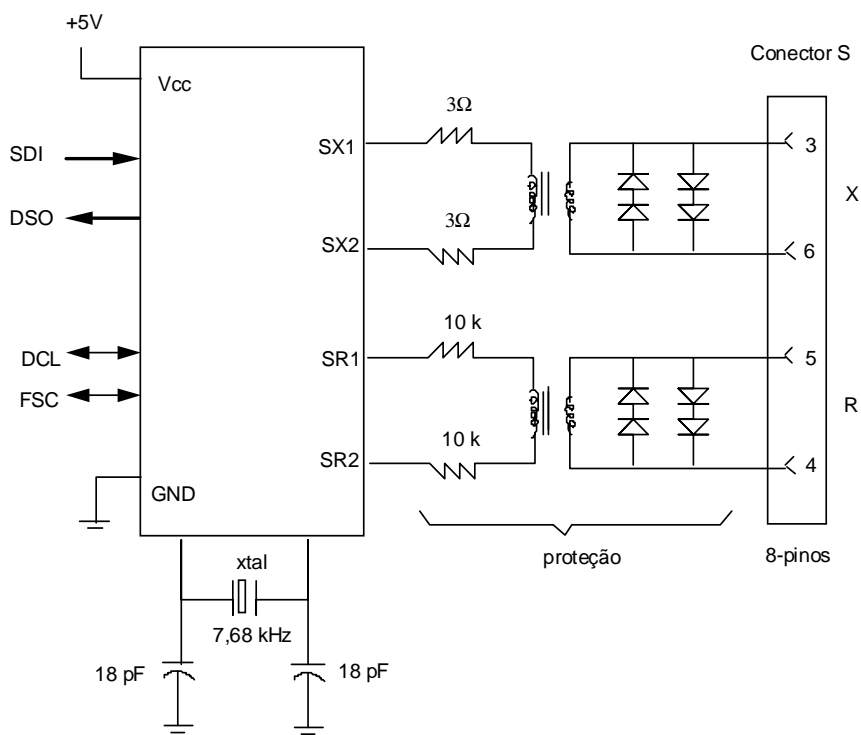 +5V
Conector S
Vcc
3Ω
SDI
SX1
3
X
DSO
3Ω
SX2
6
10 k
DCL
SR1
5
FSC
R
10 k
SR2
4
GND
proteção
8-pinos
xtal
7,68 kHz
18 pF
18 pF